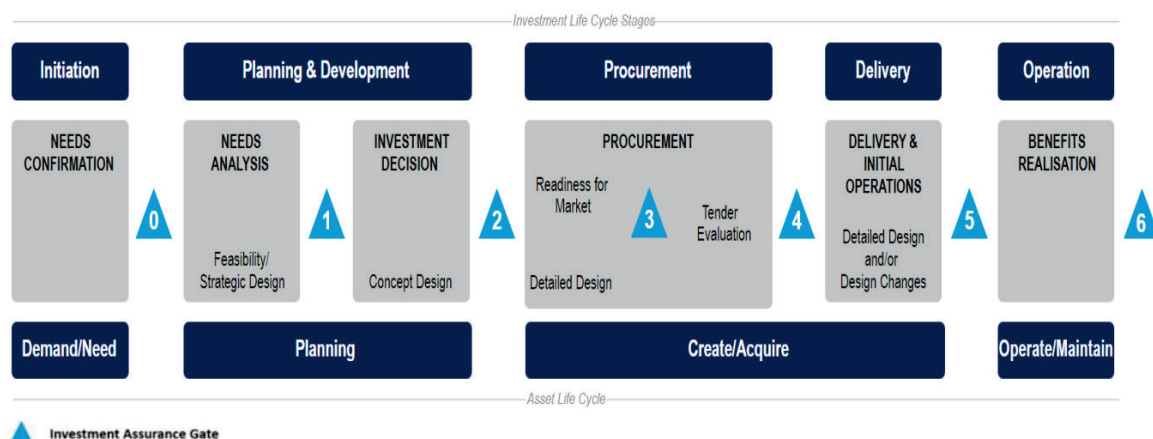 Investment Life Cycle Stages
Initiation
Planning & Development
Procurement
Delivery
Operation
NEEDS
CONFIRMATION
0
NEEDS
ANALYSIS
Feasibility/
Strategic Design
1
INVESTMENT
DECISION
Concept Design
2
PROCUREMENT
Readiness for
Market
3
Tender
Evaluation
Detailed Design
4
DELIVERY &
INITIAL
OPERATIONS
Detailed Design
and/or
Design Changes
5
BENEFITS
REALISATION
6
Demand/Need
Planning
Create/Acquire
Operate/Maintain
Asset Life Cycle
Investment Assurance Gate